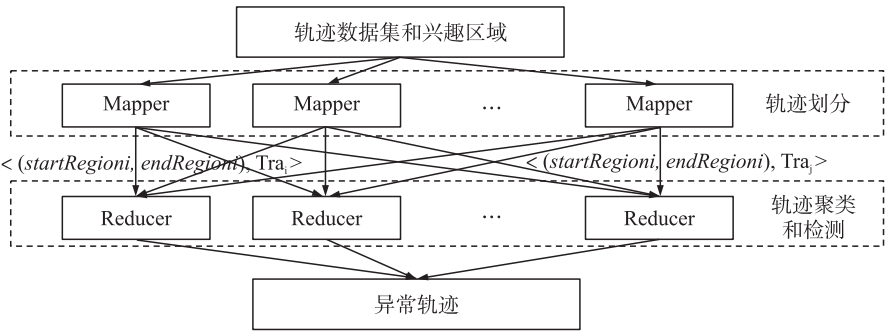 轨迹数据集和兴趣区域
Mapper Mapper … Mapper 轨迹划分
< (startRegioni, endRegioni), Trai> < (startRegioni, endRegioni), Traj>
Reducer Reducer … Reducer 轨迹聚类
和检测
异常轨迹